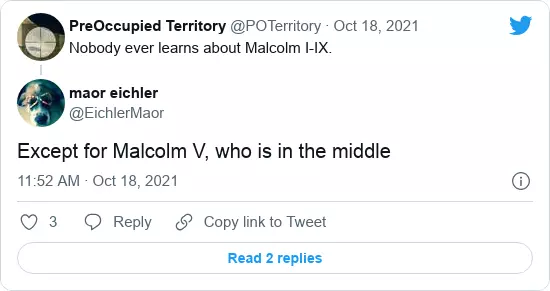 PreOccupied Territory @POTerritory · Oct 18, 2021
Nobody ever learns about Malcolm I-IX.
maor eichler
@EichlerMaor
Except for Malcolm V, who is in the middle
11:52 AM · Oct 18, 2021
3 Reply Copy link to Tweet
Read 2 replies